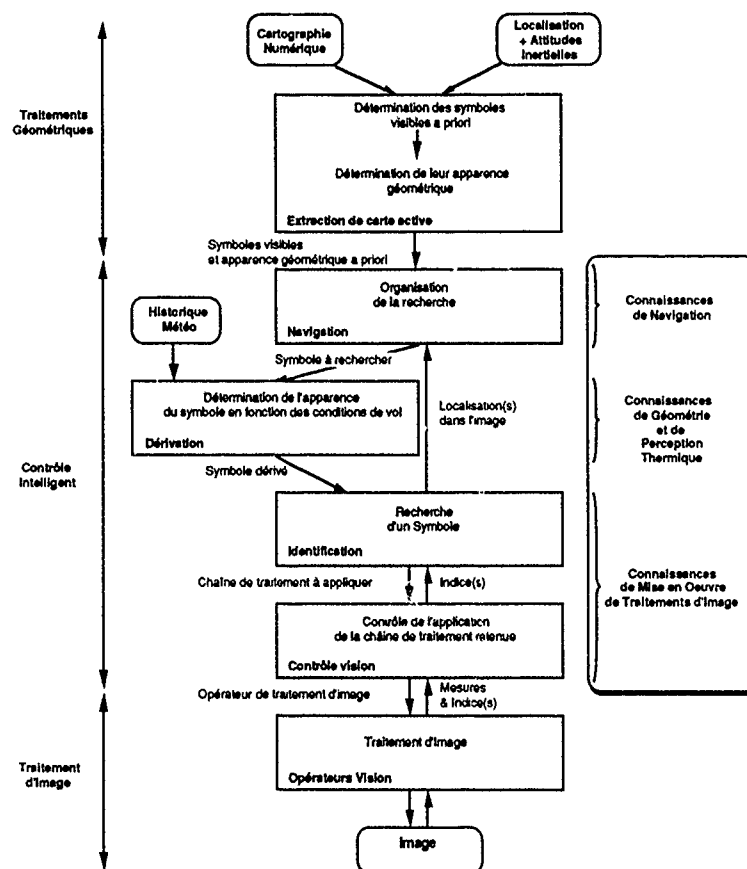 Cartographie
Numérique
Localisation
+ Attitudes
Inertielles
Traitements
Géométriques
Détermination des symboles
visibles a priori
Détermination de leur apparence
géométrique
Extraction de carte active
Symboles visibles
et apparence géométrique a priori
Organisation
de la recherche
Navigation
Connaissances
de Navigation
Historique
Météo
Symbole à rechercher
Détermination de l'apparence
du symbole en fonction des conditions de vol
Dérivation
Localisation(s)
dans l'image
Connaissances
de Géométrie
et de
Perception
Thermique
Contrôle
Intelligent
Symbole dérivé
Recherche
d'un Symbole
Identification
Chaîne de traitement à appliquer
Indice(s)
Connaissances
de Mise en Oeuvre
de Traitements d'Image
Contrôle de l'application
de la chaîne de traitement retenue
Contrôle vision
Opérateur de traitement d'image
Mesures
& Indice(s)
Traitement
d'Image
Traitement d'Image
Opérateurs Vision
Image